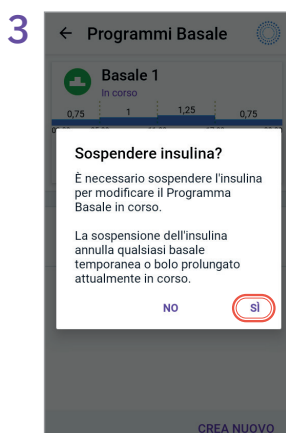 3
Programmi Basale
Basale 1
In corso
0,75 1 1,25 0,75
Sospendere insulina?
È necessario sospendere l'insulina
per modificare il Programma
Basale in corso.
La sospensione dell'insulina
annulla qualsiasi basale
temporanea o bolo prolungato
attualmente in corso.
NO SÌ
CREA NUOVO